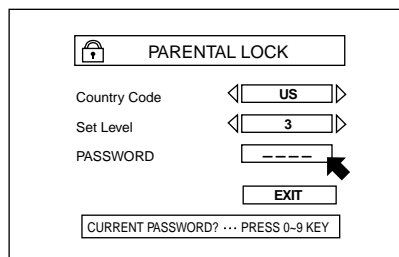 PARENTAL LOCK
Country Code US
Set Level 3
PASSWORD _ _ _ _
EXIT
CURRENT PASSWORD? ··· PRESS 0~9 KEY